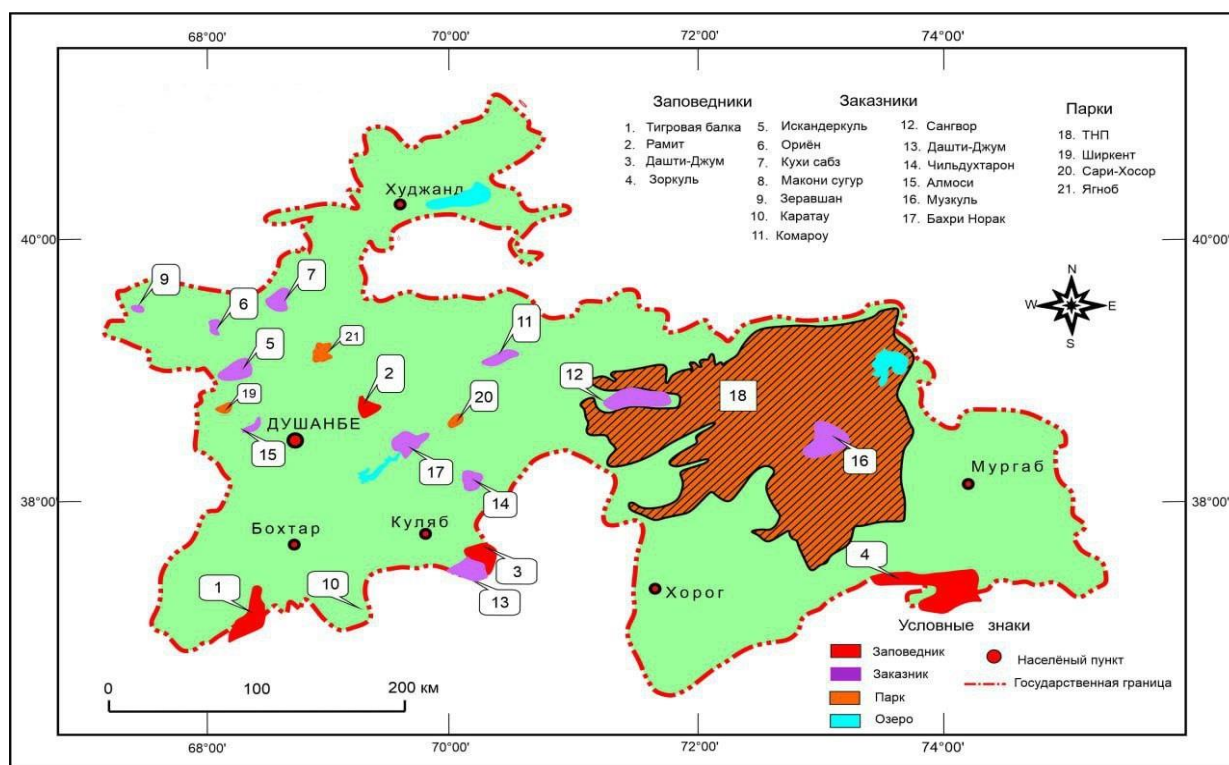 68°00'
70°00'
72°00'
74°00'
Заповедники
1. Тигровая балка
2. Рамит
3. Дашти-Джум
4. Зоркуль
Заказники
5. Искандеркуль
6. Ориён
7. Кухи сабз
8. Макони сугур
9. Зеравшан
10. Каратау
11. Комароу
12. Сангвор
13. Дашти-Джум
14. Чильдухтарон
15. Алмоси
16. Музкуль
17. Бахри Норак
Парки
18. ТНП
19. Ширкент
20. Сари-Хосор
21. Ягноб
Худжанд
40°00'
40°00'
N
W
E
S
9
7
6
21
11
5
2
12
19
20
18
ДУШАНБЕ
15
17
16
Мургаб
14
38°00'
38°00'
Куляб
Бохтар
4
3
1
10
Хорог
13
Условные знаки
Заповедник
Населёный пункт
Заказник
Государственная граница
Парк
Озеро
0
100
200 км
68°00'
70°00'
72°00'
74°00'